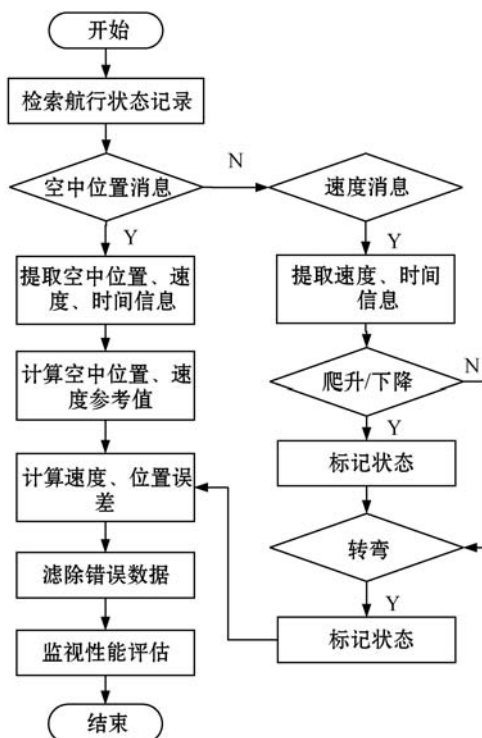 开始
检索航行状态记录
空中位置消息
N
速度消息
Y
Y
提取空中位置、速
度、时间信息
提取速度、时间
信息
计算空中位置、速
度参考值
爬升/下降
N
Y
标记状态
计算速度、位置误
差
转弯
滤除错误数据
Y
标记状态
监视性能评估
结束